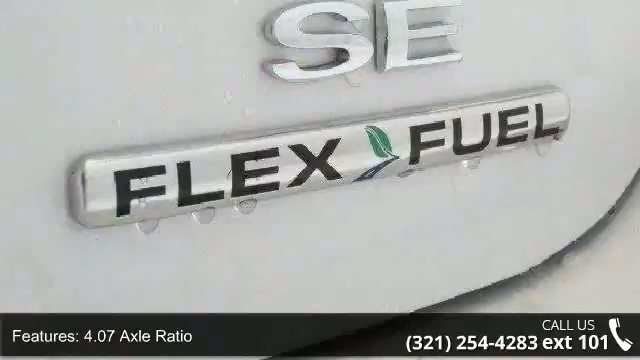 SE
FLEX FUEL
Features: 4.07 Axle Ratio
CALL US
(321) 254-4283 ext 101